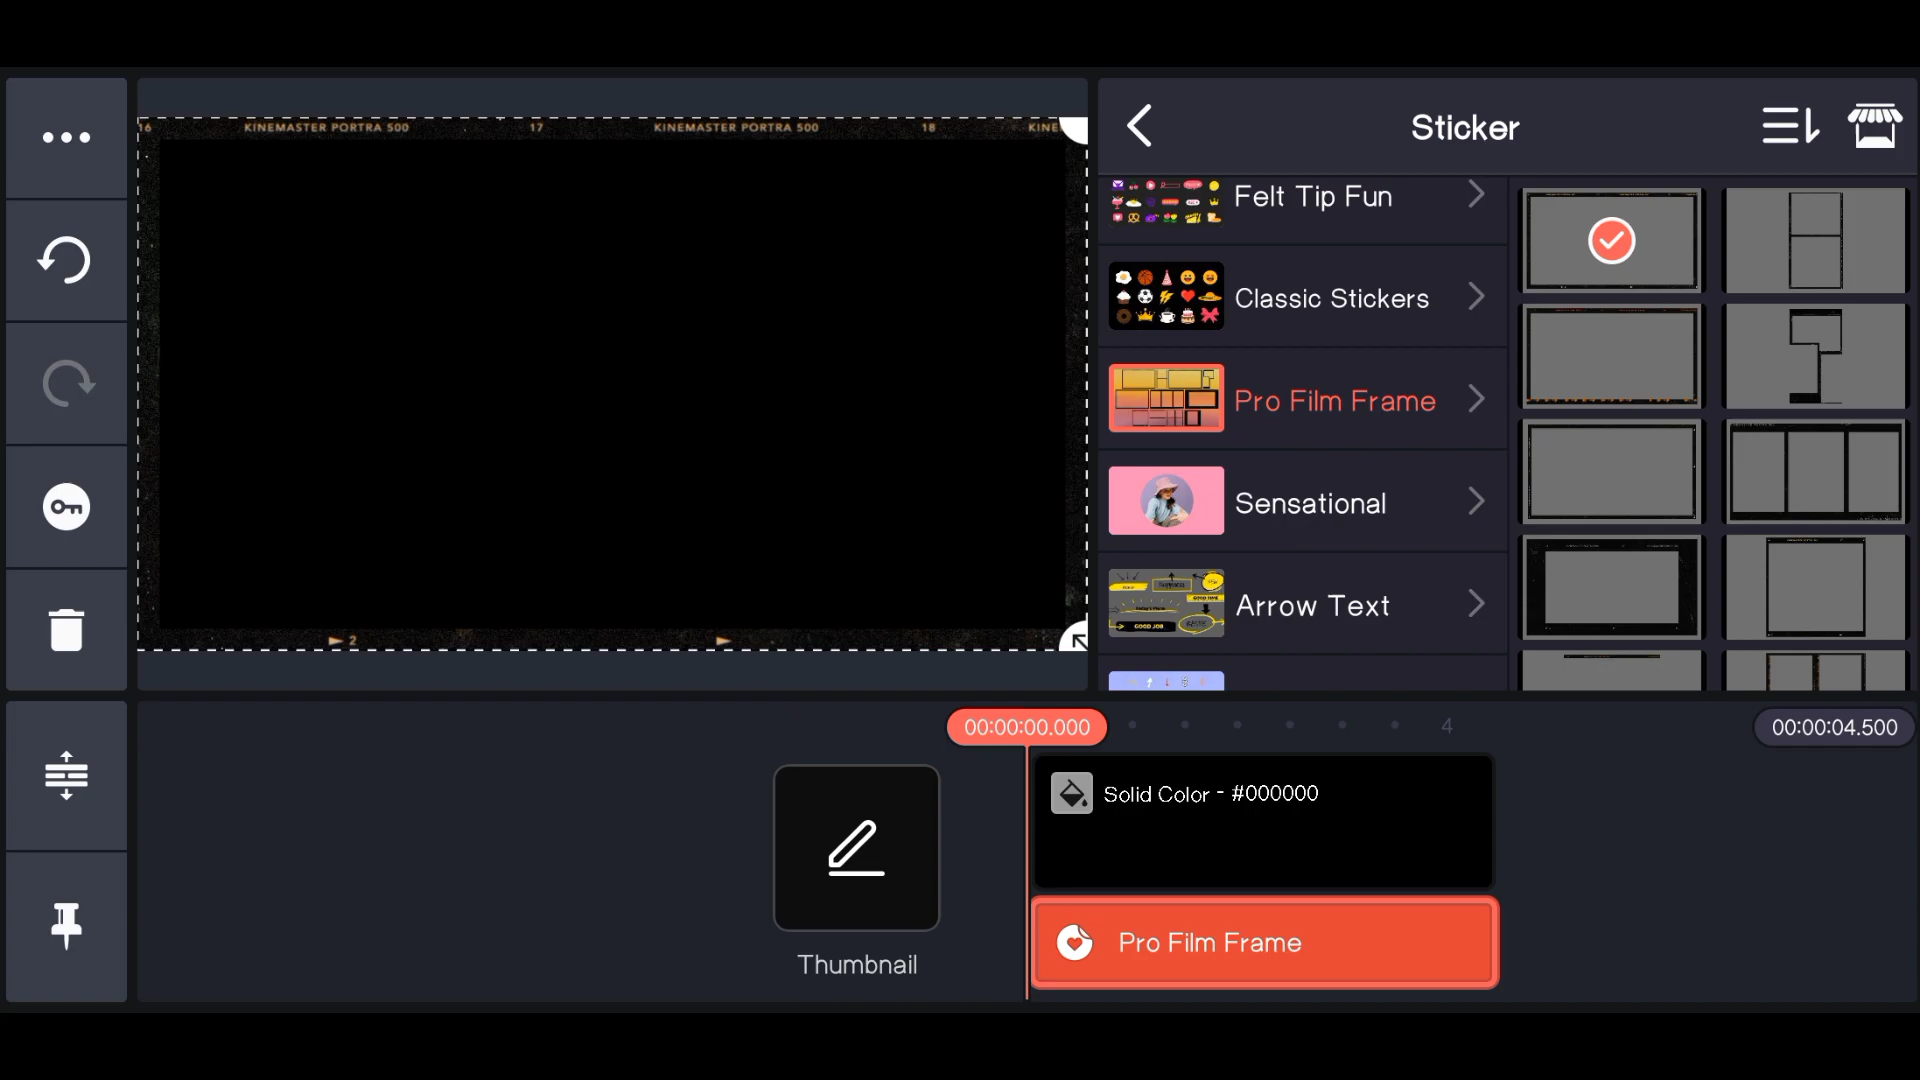 16 KINEMASTER PORTRA 500 17 KINEMASTER PORTRA 500 18 KINE
2
Sticker
Felt Tip Fun
Classic Stickers
Pro Film Frame
Sensational
Arrow Text
GOOD JOB
00:00:00.000
4
00:00:04.500
Solid Color - #000000
Pro Film Frame
Thumbnail